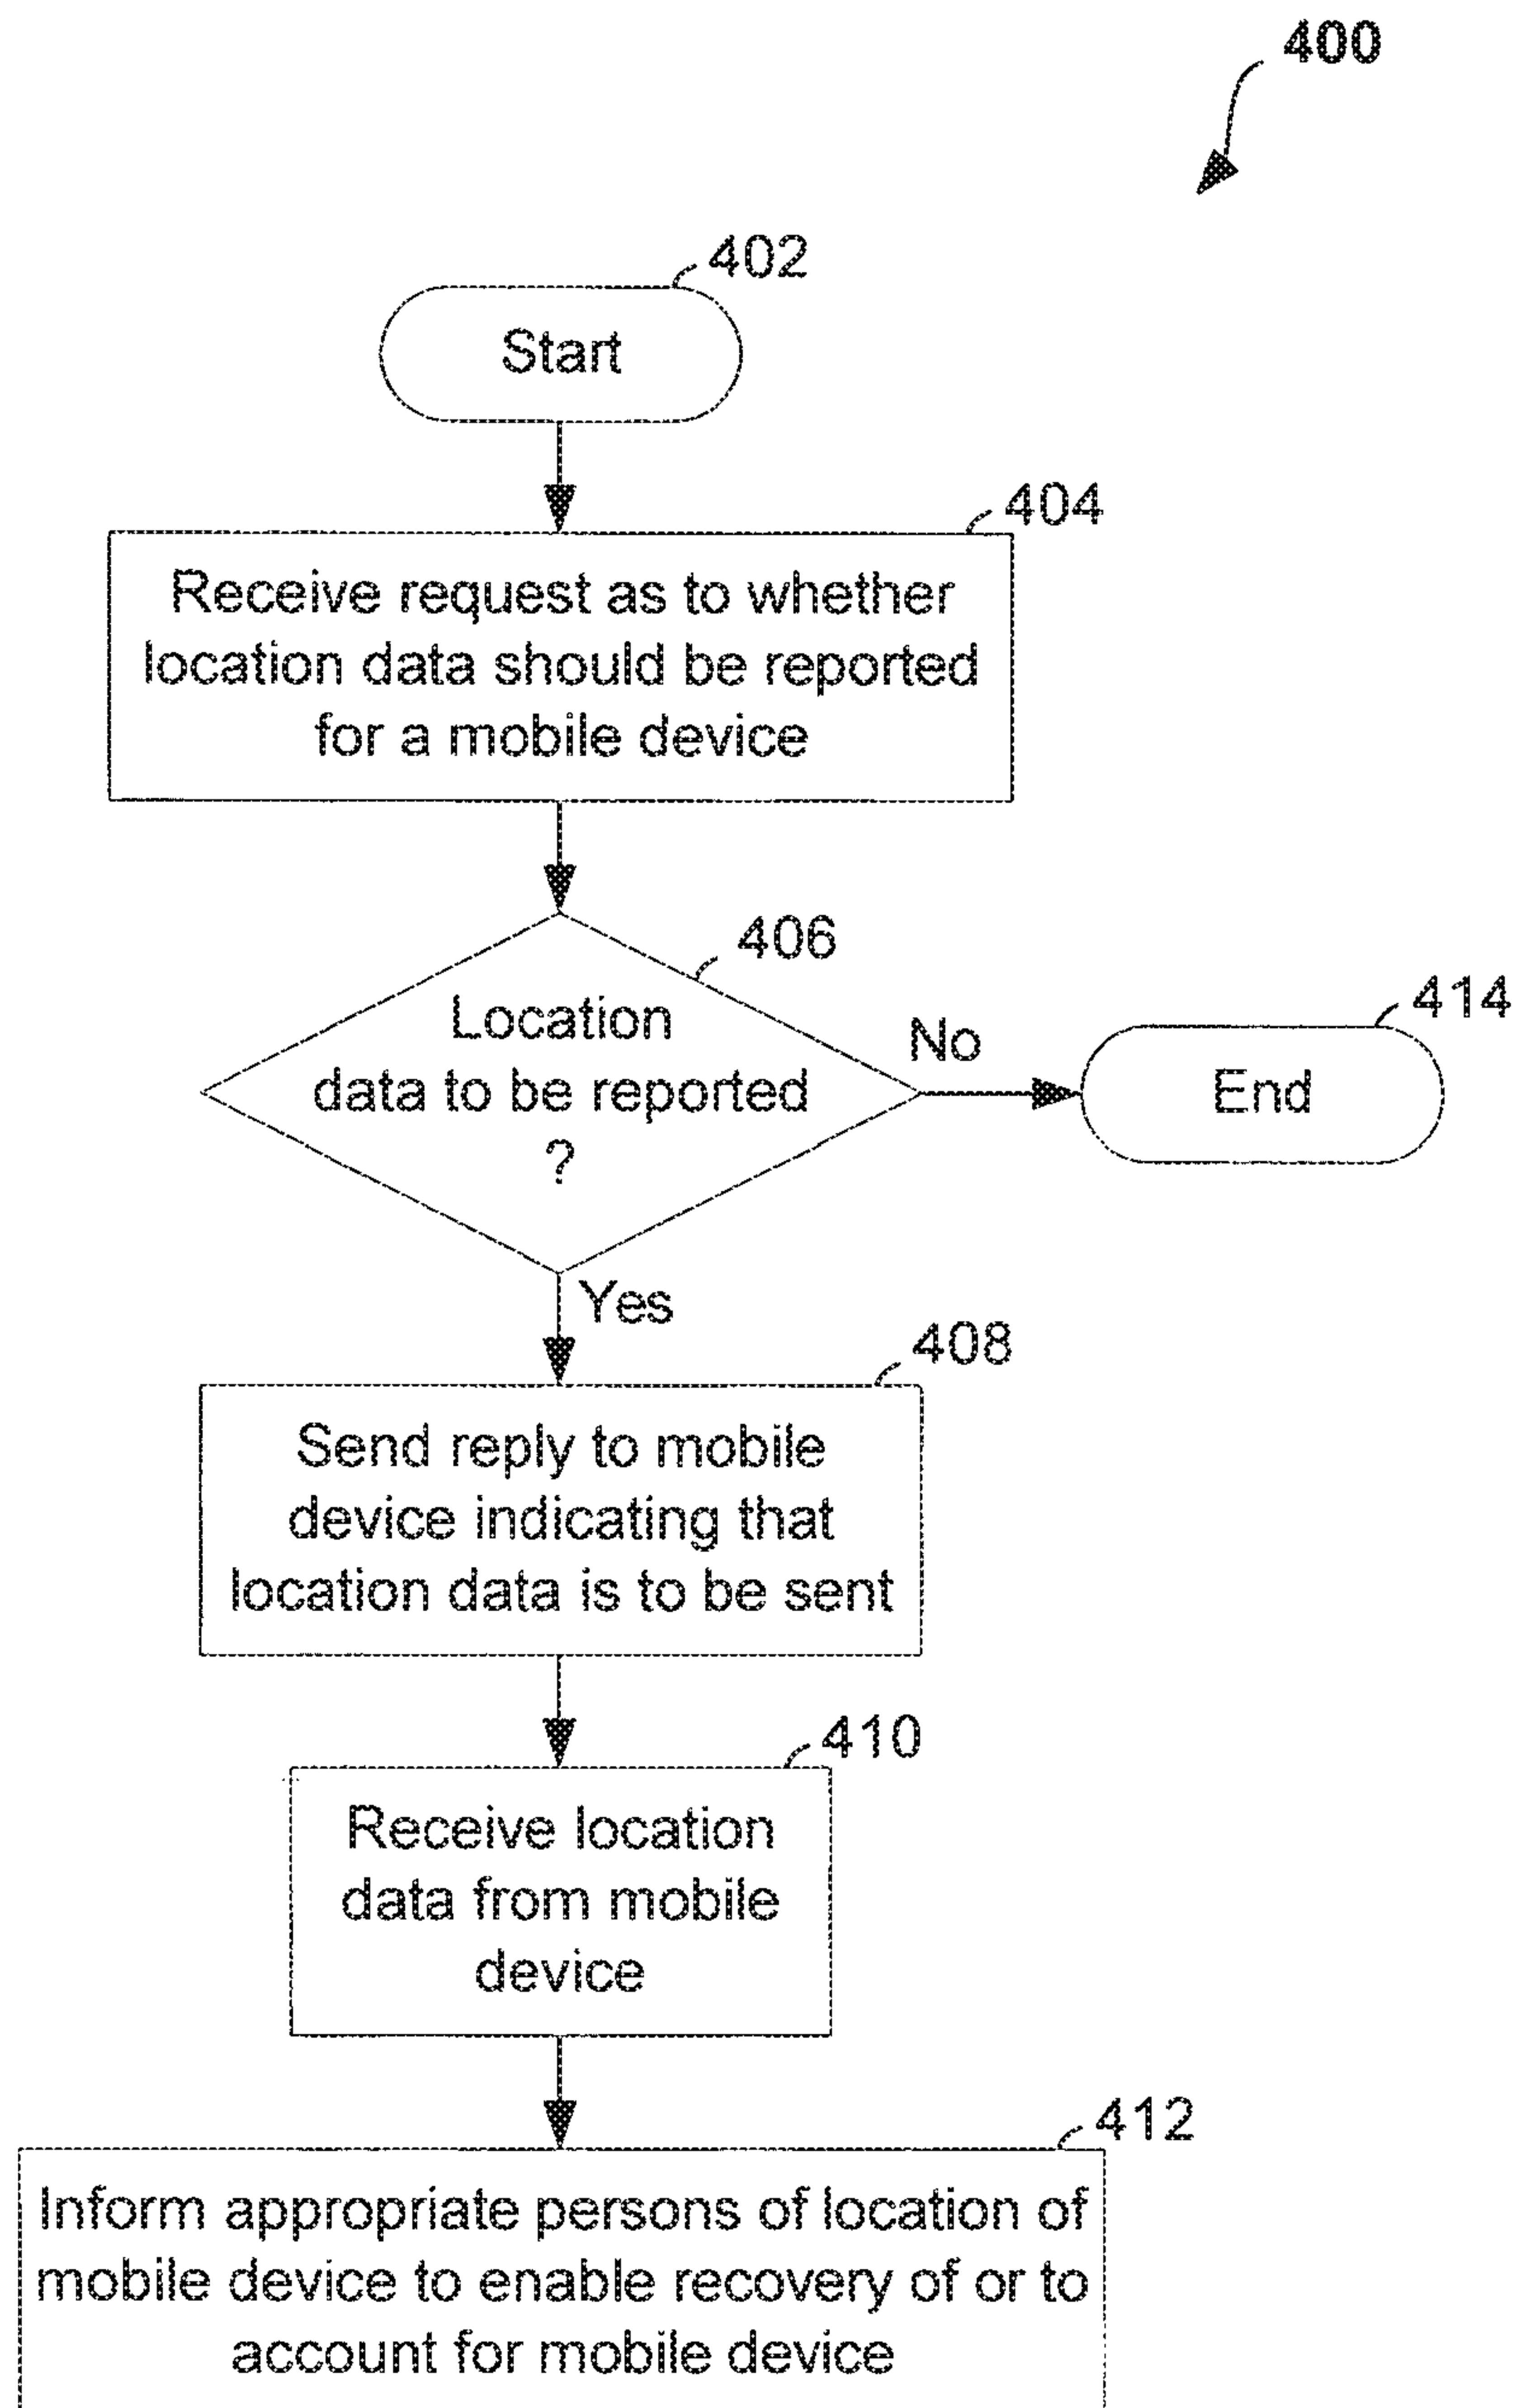 400
402
Start
404
Receive request as to whether
location data should be reported
for a mobile device
406
Location
data to be reported
?
No
414
End
Yes
408
Send reply to mobile
device indicating that
location data is to be sent
410
Receive location
data from mobile
device
412
Inform appropriate persons of location of
mobile device to enable recovery of or to
account for mobile device